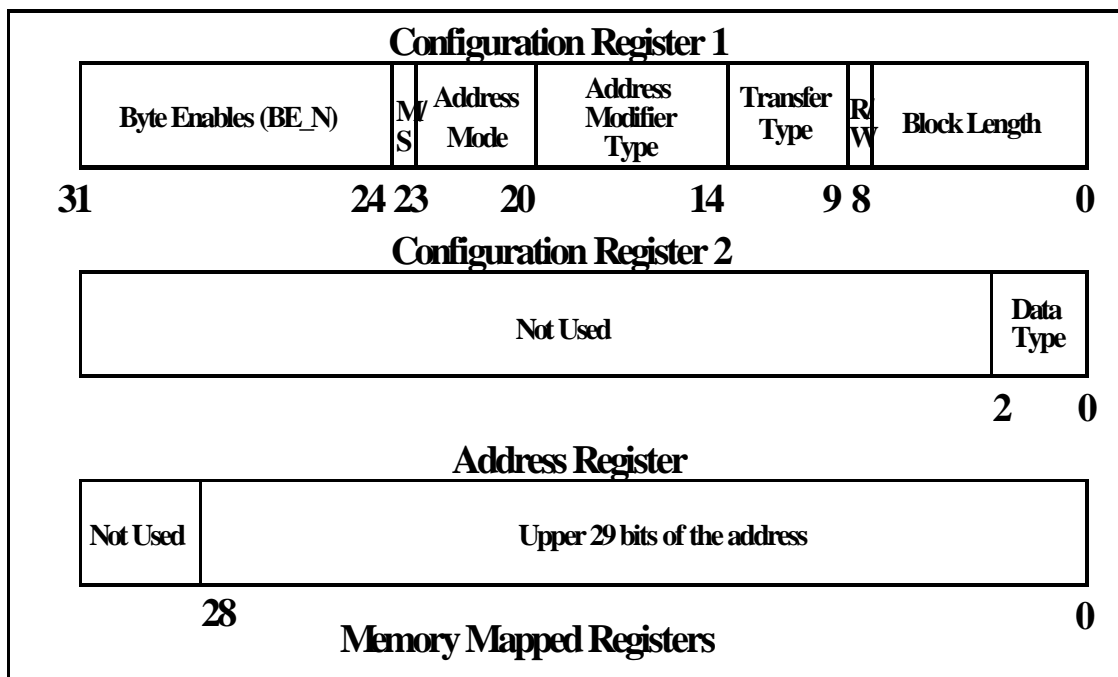 Configuration Register 1
Byte Enables (BE_N)
M/
S
Address
Mode
Address
Modifier
Type
Transfer
Type
R/
W
Block Length
31 24 23 20 14 9 8 0
Configuration Register 2
Not Used
Data
Type
2 0
Address Register
Not Used
Upper 29 bits of the address
28 0
Memory Mapped Registers